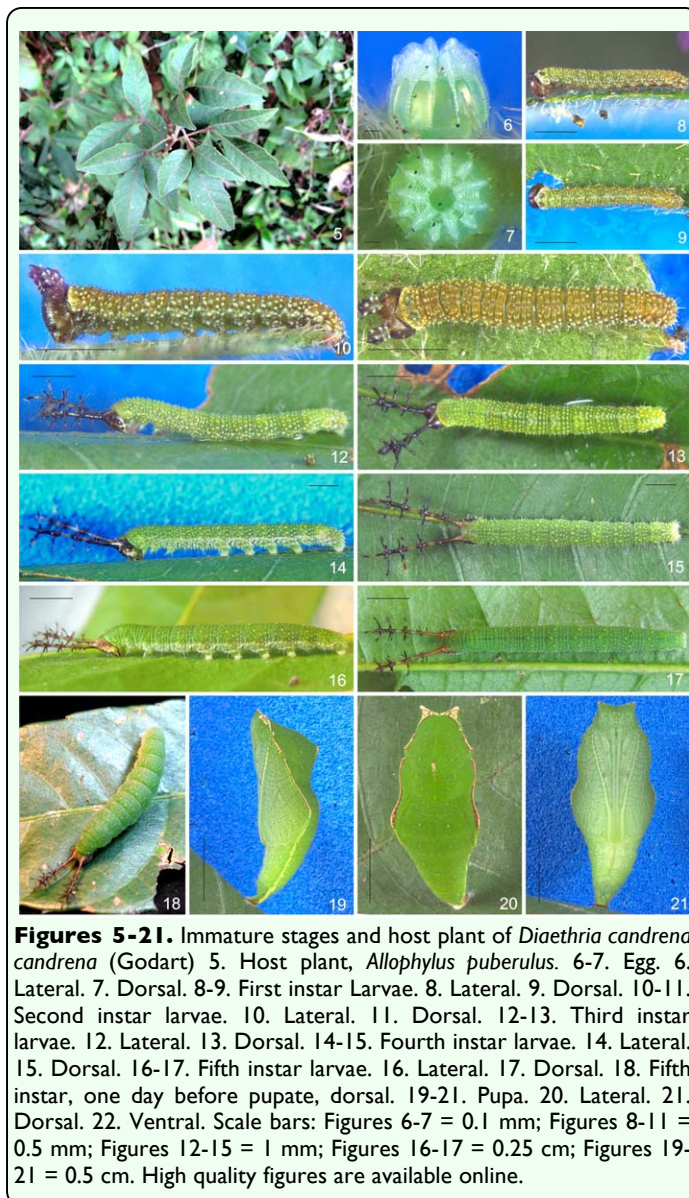 5
6
7
8
9
10
12
13
14
15
16
17
18
19
20
21
Figures 5-21. Immature stages and host plant of Diaethria candrena
candrena (Godart) 5. Host plant, Allophylus puberulus. 6-7. Egg. 6.
Lateral. 7. Dorsal. 8-9. First instar Larvae. 8. Lateral. 9. Dorsal. 10-11.
Second instar larvae. 10. Lateral. 11. Dorsal. 12-13. Third instar
larvae. 12. Lateral. 13. Dorsal. 14-15. Fourth instar larvae. 14. Lateral.
15. Dorsal. 16-17. Fifth instar larvae. 16. Lateral. 17. Dorsal. 18. Fifth
instar, one day before pupate, dorsal. 19-21. Pupa. 20. Lateral. 21.
Dorsal. 22. Ventral. Scale bars: Figures 6-7 = 0.1 mm; Figures 8-11 =
0.5 mm; Figures 12-15 = 1 mm; Figures 16-17 = 0.25 cm; Figures 19-
21 = 0.5 cm. High quality figures are available online.